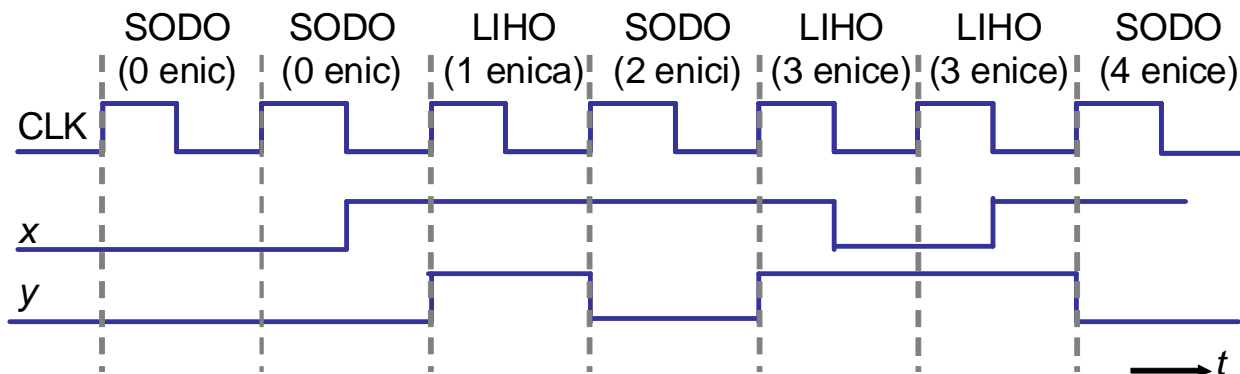 SODO SODO LIHO SODO LIHO LIHO SODO
(0 enic) (0 enic) (1 enica) (2 enici) (3 enice) (3 enice) (4 enice)
CLK
x
y
t